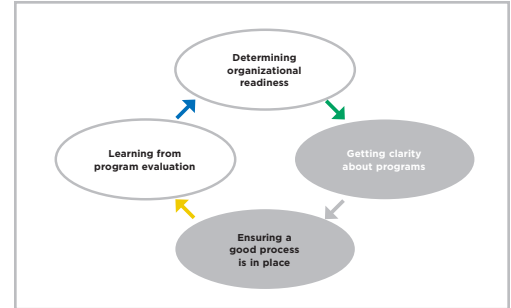 Determining
organizational
readiness
Getting clarity
about programs
Ensuring a
good process
is in place
Learning from
program evaluation